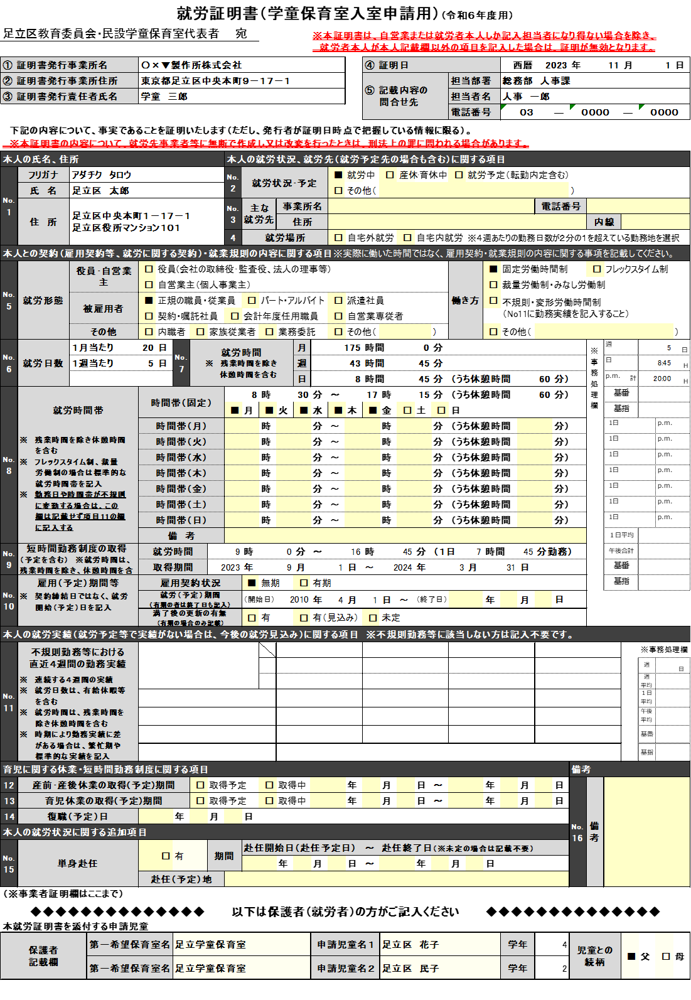 就労証明書（学童保育室入室申請用）（令和6年度用）
足立区教育委員会・民設学童保育室代表者　宛
※本証明書は、自営業または就労者本人しか記入担当者になり得ない場合を除き、
就労者本人が本人記載欄以外の項目を記入した場合は、証明が無効となります。
① 証明書発行事業所名　〇×▼製作所株式会社
② 証明書発行事業所住所　東京都足立区中央本町９－１７－１
③ 証明書発行責任者氏名　学童　三郎
④ 証明日　西暦　2023 年　11 月　1 日
⑤ 記載内容の問合せ先
担当部署　総務部　人事課
担当者名　人事　一郎
電話番号　03　―　0000　―　0000
下記の内容について、事実であることを証明いたします（ただし、発行者が証明日時点で把握している情報に限る）。
※本証明書の内容について、就労先事業者等に無断で作成し又は改変を行ったときは、刑法上の罪に問われる場合があります。
本人の氏名、住所
No. 1
フリガナ　アダチク　タロウ
氏　名　足立区　太郎
住　所　足立区中央本町１－１７－１
足立区役所マンション１０１
本人の就労状況、就労先（就労予定先の場合も含む）に関する項目
No. 2　就労状況・予定　■ 就労中　□ 産休・育休中　□ 就労予定（転勤内定含む）
□ その他（　　　）
No. 3　主な就労先　事業所名　電話番号
住所　内線
4　就労場所　□ 自宅外就労　□ 自宅内就労　※４週あたりの勤務日数が２分の１を超えている勤務地を選択
本人との契約（雇用契約等、就労に関する契約）・就業規則の内容に関する項目※実際に働いた時間ではなく、雇用契約・就業規則の内容に関する事項を記載してください。
No. 5　就労形態
役員・自営業主　□ 役員（会社の取締役・監査役、法人の理事等）
□ 自営業主（個人事業主）
被雇用者　■ 正規の職員・従業員　□ パート・アルバイト　□ 派遣社員
□ 契約・嘱託社員　□ 会計年度任用職員　□ 自営業専従者
その他　□ 内職者　□ 家族従業者　□ 業務委託　□ その他（　　　）
働き方　■ 固定労働時間制　□ フレックスタイム制
□ 裁量労働制・みなし労働制
□ 不規則・変形労働時間制
（No11に勤務実績を記入すること）
□ その他（　　　）
No. 6　就労日数　１月当たり　20 日
１週当たり　5 日
No. 7　就労時間
※　残業時間を除き
休憩時間を含む
月　175 時間　0 分
週　43 時間　45 分
日　8 時間　45 分　（うち休憩時間　60 分）
※事務処理欄
週　5 日
日　8:45 H
p.m.　計　20:00 H
基番
基指
No. 8　就労時間帯
※　残業時間を除き休憩時間
を含む
※　フレックスタイム制、裁量
労働制の場合は標準的な
就労時間帯を記入
※　勤務日や時間帯が不規則
に変動する場合は、この
欄は記載せず項目11の欄
に記入する
時間帯（固定）　8 時　30 分　～　17 時　15 分　（うち休憩時間　60 分）
■ 月　■ 火　■ 水　■ 木　■ 金　□ 土　□ 日
時間帯（月）　時　分　～　時　分　（うち休憩時間　分）　1日　p.m.
時間帯（火）　時　分　～　時　分　（うち休憩時間　分）　1日　p.m.
時間帯（水）　時　分　～　時　分　（うち休憩時間　分）　1日　p.m.
時間帯（木）　時　分　～　時　分　（うち休憩時間　分）　1日　p.m.
時間帯（金）　時　分　～　時　分　（うち休憩時間　分）　1日　p.m.
時間帯（土）　時　分　～　時　分　（うち休憩時間　分）　1日　p.m.
時間帯（日）　時　分　～　時　分　（うち休憩時間　分）　1日　p.m.
備　考
１日平均
午後合計
基番
基指
No. 9　短時間勤務制度の取得
（予定を含む）　※就労時間は、
残業時間を除き、休憩時間を含
就労時間　9 時　0 分　～　16 時　45 分　（１日　7 時間　45 分勤務）
取得期間　2023 年　9 月　1 日　～　2024 年　3 月　31 日
No. 10　雇用（予定）期間等
※　契約締結日ではなく、就労
開始（予定）日を記入
雇用契約状況　■ 無期　□ 有期
就労（予定）期間
（有期の者は終了日も記入）
（開始日）　2010 年　4 月　1 日　～　（終了日）　年　月　日
満了後の更新の有無
（有期の場合のみ記載）
□ 有　□ 有（見込み）　□ 未定
本人の就労実績（就労予定等で実績がない場合は、今後の就労見込み）に関する項目　※不規則勤務等に該当しない方は記入不要です。
No. 11　不規則勤務等における
直近４週間の勤務実績
※　連続する４週間の実績
※　就労日数は、有給休暇等
を含む
※　就労時間は、残業時間を
除き休憩時間を含む
※　時期により勤務実績に差
がある場合は、繁忙期や
標準的な実績を記入
※事務処理欄
週　日
週平均
１日平均
午後平均
基番
基指
育児に関する休業・短時間勤務制度に関する項目
12　産前・産後休業の取得（予定）期間　□ 取得予定　□ 取得中　年　月　日　～　年　月　日
13　育児休業の取得（予定）期間　□ 取得予定　□ 取得中　年　月　日　～　年　月　日
14　復職（予定）日　年　月　日
本人の就労状況に関する追加項目
No. 15　単身赴任　□ 有　期間　赴任開始日（赴任予定日）　～　赴任終了日（※未定の場合は記載不要）
年　月　日　～　年　月　日
赴任（予定）地
備考
No. 16　備考
（※事業者証明欄はここまで）
◆◆◆◆◆◆◆◆◆◆◆◆◆◆　以下は保護者（就労者）の方がご記入ください　◆◆◆◆◆◆◆◆◆◆◆◆◆◆
本就労証明書を添付する申請児童
保護者記載欄
第一希望保育室名　足立学童保育室　申請児童名１　足立区　花子　学年　4
第一希望保育室名　足立学童保育室　申請児童名２　足立区　民子　学年　2
児童との続柄　■ 父　□ 母